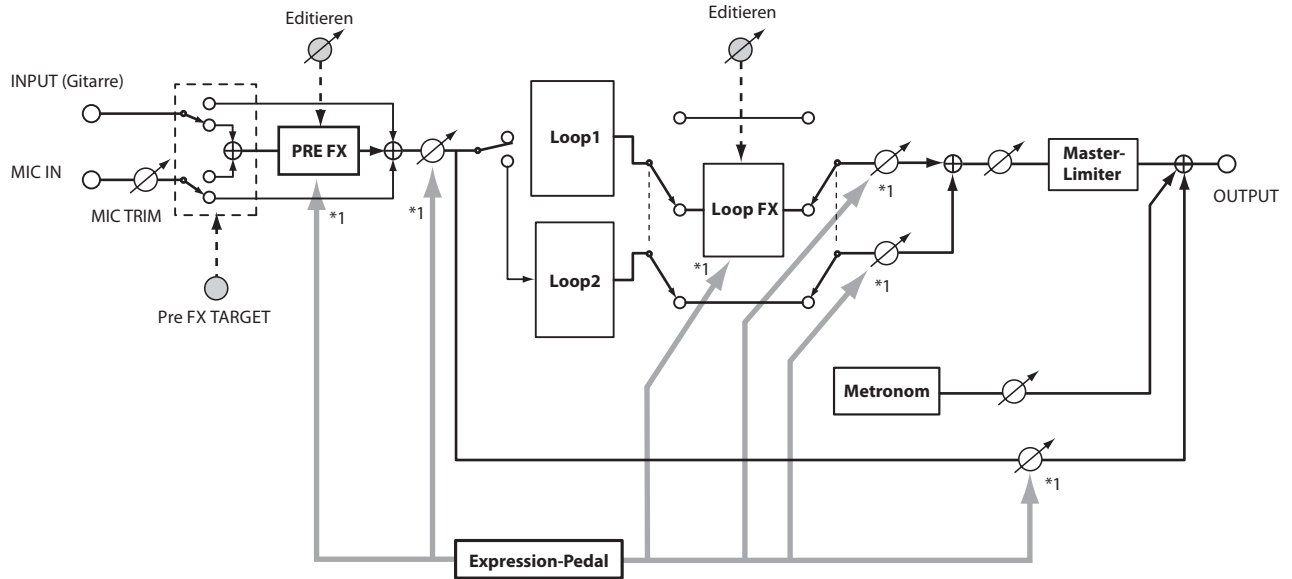 Editieren
Editieren
INPUT (Gitarre)
MIC IN
MIC TRIM
PRE FX
*1
*1
Pre FX TARGET
Loop1
Loop2
Loop FX
*1
*1
*1
Master-
Limiter
OUTPUT
Metronom
*1
Expression-Pedal